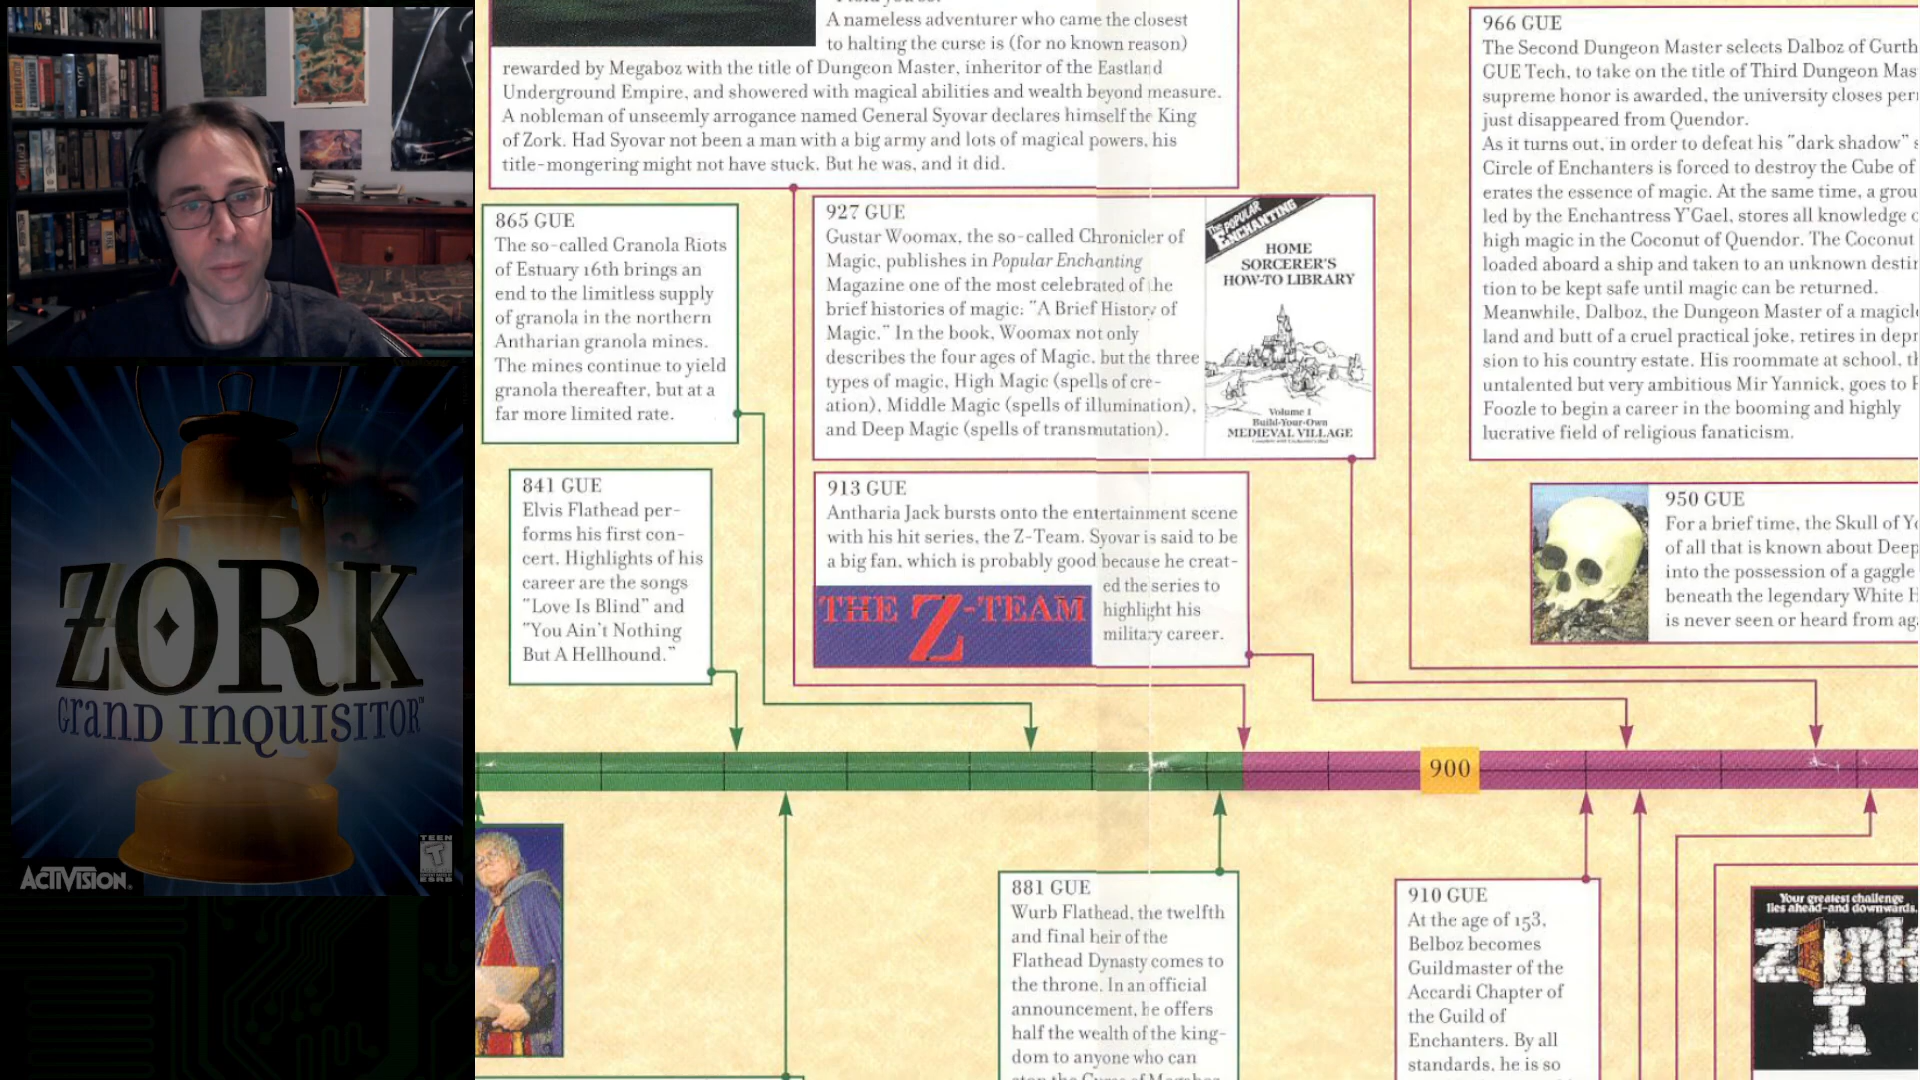 A nameless adventurer who came the closest
to halting the curse is (for no known reason)
rewarded by Megaboz with the title of Dungeon Master, inheritor of the Eastland
Underground Empire, and showered with magical abilities and wealth beyond measure.
A nobleman of unseemly arrogance named General Syovar declares himself the King
of Zork. Had Syovar not been a man with a big army and lots of magical powers, his
title-mongering might not have stuck. But he was, and it did.
865 GUE
The so-called Granola Riots
of Estuary 16th brings an
end to the limitless supply
of granola in the northern
Antharian granola mines.
The mines continue to yield
granola thereafter, but at a
far more limited rate.
927 GUE
Gustar Woomax, the so-called Chronicler of
Magic, publishes in Popular Enchanting
Magazine one of the most celebrated of the
brief histories of magic: "A Brief History of
Magic." In the book, Woomax not only
describes the four ages of Magic, but the three
types of magic, High Magic (spells of cre-
ation), Middle Magic (spells of illumination),
and Deep Magic (spells of transmutation).
The POPULAR
ENCHANTING
HOME
SORCERER'S
HOW-TO LIBRARY
Volume I
Build-Your-Own
MEDIEVAL VILLAGE
966 GUE
The Second Dungeon Master selects Dalboz of Gurth
GUE Tech, to take on the title of Third Dungeon Mas
supreme honor is awarded, the university closes per
just disappeared from Quendor.
As it turns out, in order to defeat his "dark shadow" s
Circle of Enchanters is forced to destroy the Cube of
erates the essence of magic. At the same time, a grou
led by the Enchantress Y'Gael, stores all knowledge o
high magic in the Coconut of Quendor. The Coconut
loaded aboard a ship and taken to an unknown destin
tion to be kept safe until magic can be returned.
Meanwhile, Dalboz, the Dungeon Master of a magicle
land and butt of a cruel practical joke, retires in depr
sion to his country estate. His roommate at school, th
untalented but very ambitious Mir Yannick, goes to P
Foozle to begin a career in the booming and highly
lucrative field of religious fanaticism.
841 GUE
Elvis Flathead per-
forms his first con-
cert. Highlights of his
career are the songs
"Love Is Blind" and
"You Ain't Nothing
But A Hellhound."
913 GUE
Antharia Jack bursts onto the entertainment scene
with his hit series, the Z-Team. Syovar is said to be
a big fan, which is probably good because he creat-
ed the series to
highlight his
military career.
THE Z-TEAM
950 GUE
For a brief time, the Skull of Yo
of all that is known about Deep
into the possession of a gaggle
beneath the legendary White H
is never seen or heard from aga
900
881 GUE
Wurb Flathead, the twelfth
and final heir of the
Flathead Dynasty comes to
the throne. In an official
announcement, he offers
half the wealth of the king-
dom to anyone who can
910 GUE
At the age of 153,
Belboz becomes
Guildmaster of the
Accardi Chapter of
the Guild of
Enchanters. By all
standards, he is so
Your greatest challenge
lies ahead—and downwards.
ZORK
I
ZORK
GRAND INQUISITOR™
ACTIVISION.
TEEN
T
ESRB